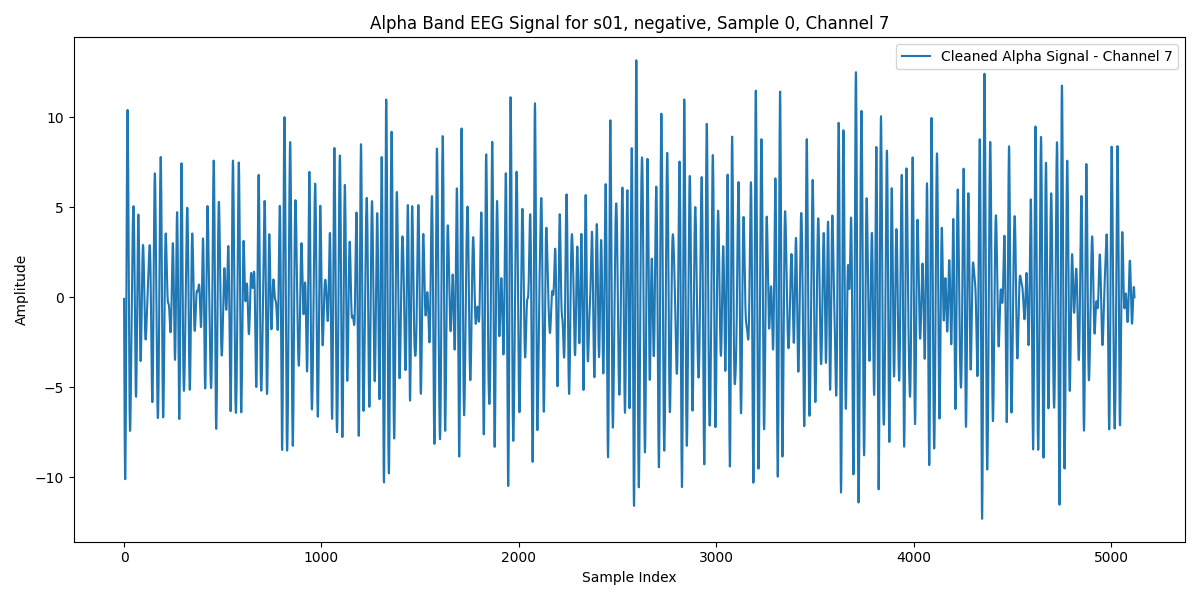 Alpha Band EEG Signal for s01, negative, Sample 0, Channel 7
Cleaned Alpha Signal - Channel 7
Amplitude
10
5
0
−5
−10
0 1000 2000 3000 4000 5000
Sample Index